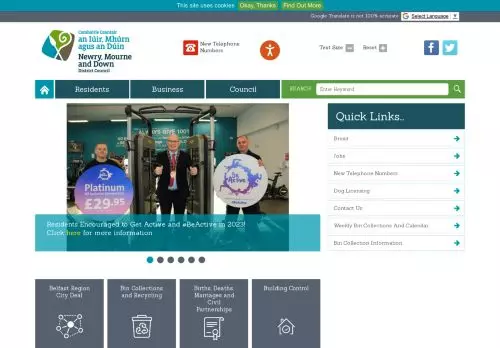 This site uses cookies Okay, Thanks Find Out More
Google Translate is not 100% accurate
Select Language
Comhairle Ceantair
an Iúir, Mhúrn
agus an Dúin
Newry, Mourne
and Down
District Council
New Telephone
Numbers
Text Size
Reset
Residents
Business
Council
SEARCH
Enter Keyword
ALWAYS GIVE 100%
Platinum
£29.95
Be
Active
Residents Encouraged to Get Active and #BeActive in 2023!
Click here for more information
Quick Links..
Brexit
Jobs
New Telephone Numbers
Dog Licensing
Contact Us
Weekly Bin Collections And Calendar
Bin Collection Information
Belfast Region
City Deal
Bin Collections
and Recycling
Births, Deaths,
Marriages and
Civil
Partnerships
Building Control